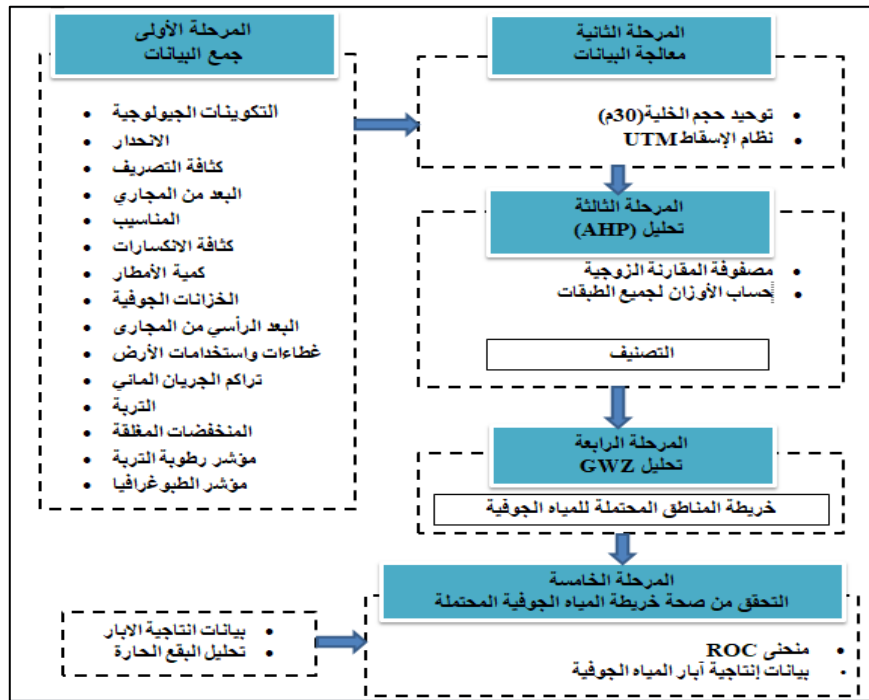 المرحلة الأولى
جمع البيانات
• التكوينات الجيولوجية
• الانحدار
• كثافة التصريف
• البعد من المجاري
• المناسيب
• كثافة الانكسارات
• كمية الأمطار
• الخزانات الجوفية
• البعد الرأسي من المجارى
• غطاءات واستخدامات الأرض
• تراكم الجريان المائي
• التربة
• المنخفضات المغلقة
• مؤشر رطوبة التربة
• مؤشر الطبوغرافيا
المرحلة الثانية
معالجة البيانات
• توحيد حجم الخلية(30م)
• نظام الإسقاط UTM
المرحلة الثالثة
تحليل (AHP)
• مصفوفة المقارنة الزوجية
• حساب الأوزان لجميع الطبقات
التصنيف
المرحلة الرابعة
تحليل GWZ
خريطة المناطق المحتملة للمياه الجوفية
المرحلة الخامسة
التحقق من صحة خريطة المياه الجوفية المحتملة
• بيانات انتاجية الابار
• تحليل البقع الحارة
• منحنى ROC
• بيانات إنتاجية آبار المياه الجوفية